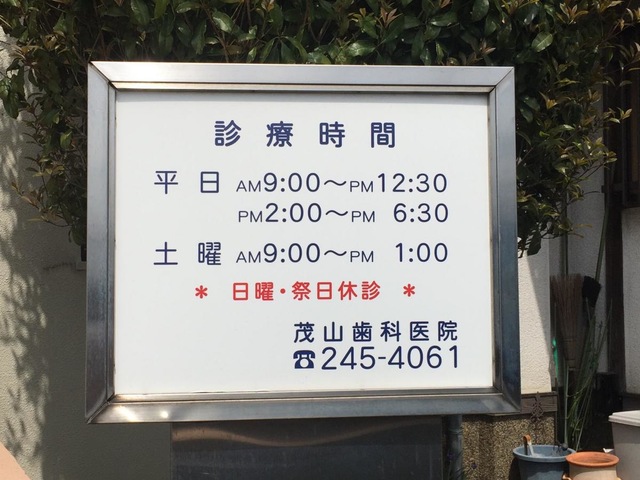 診療時間
平日 AM9:00〜PM12:30
PM2:00〜PM 6:30
土曜 AM9:00〜PM 1:00
* 日曜・祭日休診 *
茂山歯科医院
☎245-4061